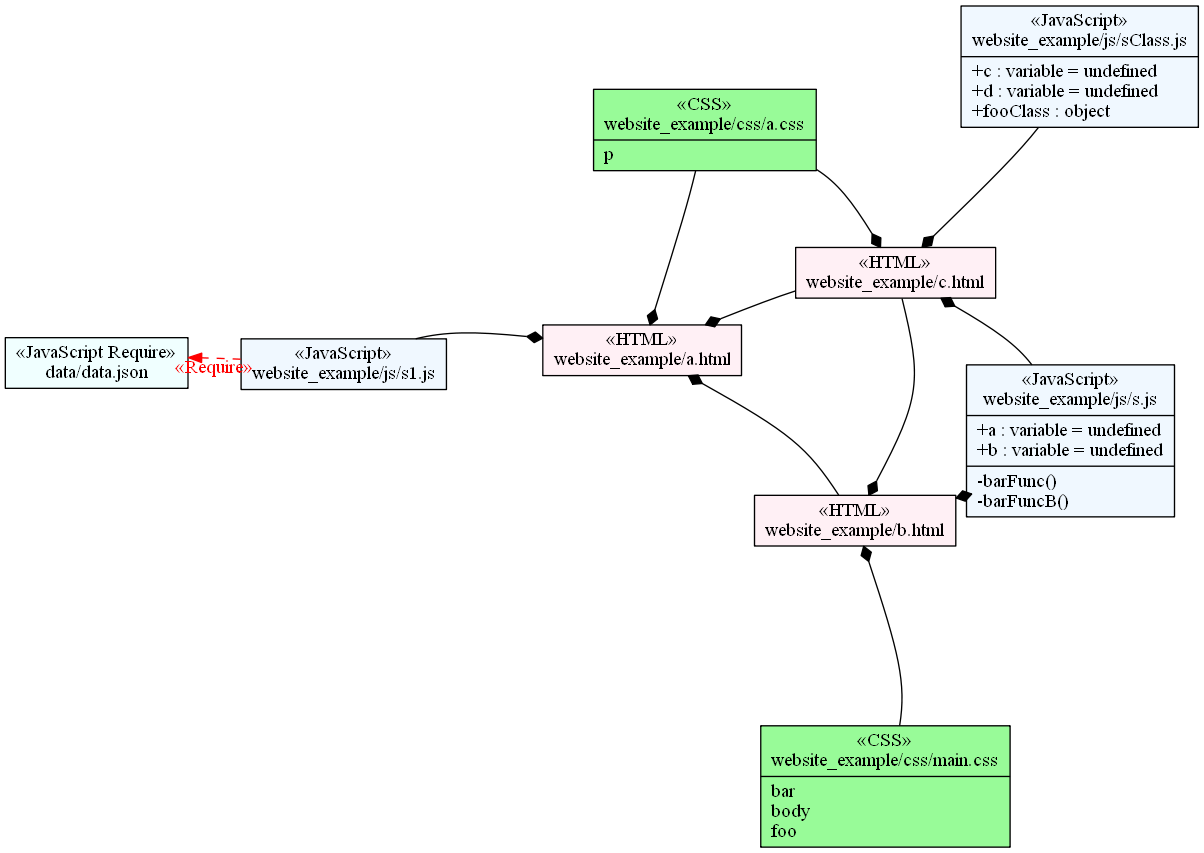 «JavaScript»
website_example/js/sClass.js
+c : variable = undefined
+d : variable = undefined
+fooClass : object
«CSS»
website_example/css/a.css
p
«HTML»
website_example/c.html
«HTML»
website_example/a.html
«JavaScript Require»
data/data.json
«Require»
«JavaScript»
website_example/js/s1.js
«JavaScript»
website_example/js/s.js
+a : variable = undefined
+b : variable = undefined
-barFunc()
-barFuncB()
«HTML»
website_example/b.html
«CSS»
website_example/css/main.css
bar
body
foo